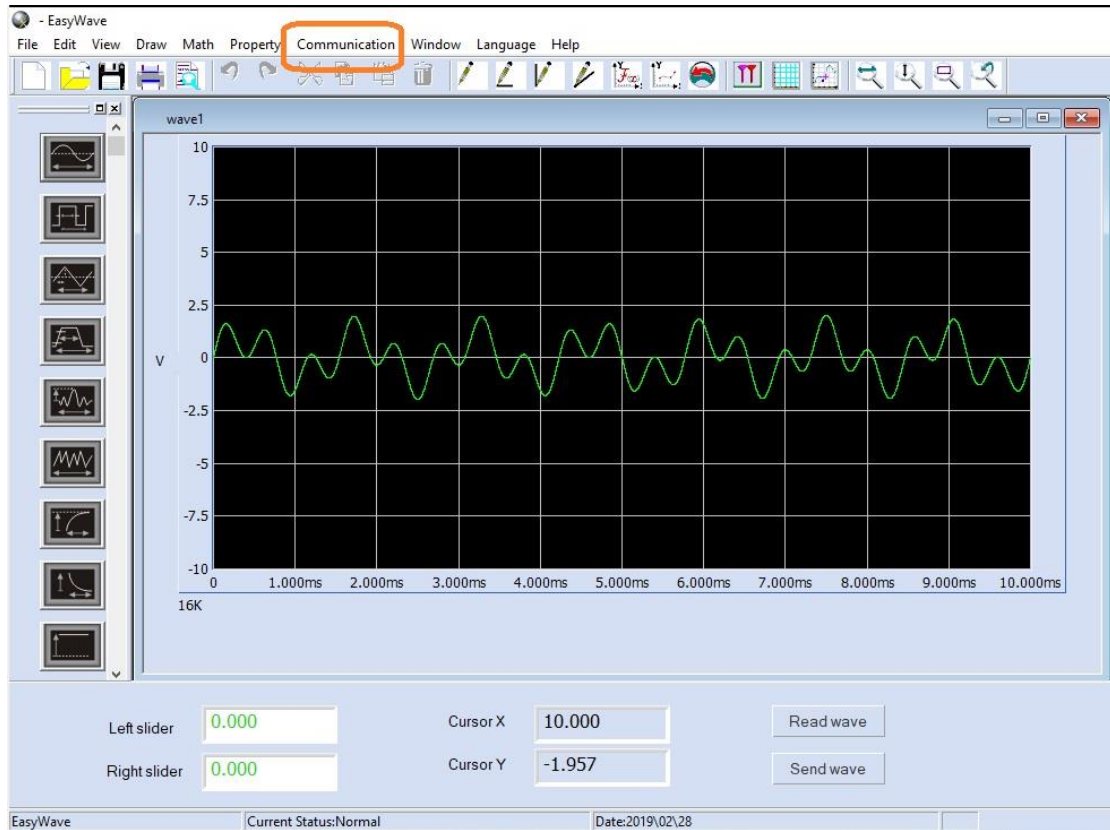 - EasyWave
File Edit View Draw Math Property Communication Window Language Help
wave1
10
7.5
5
2.5
V 0
-2.5
-5
-7.5
-10
0 1.000ms 2.000ms 3.000ms 4.000ms 5.000ms 6.000ms 7.000ms 8.000ms 9.000ms 10.000ms
16K
Left slider 0.000 Cursor X 10.000 Read wave
Right slider 0.000 Cursor Y -1.957 Send wave
EasyWave Current Status:Normal Date:2019\02\28